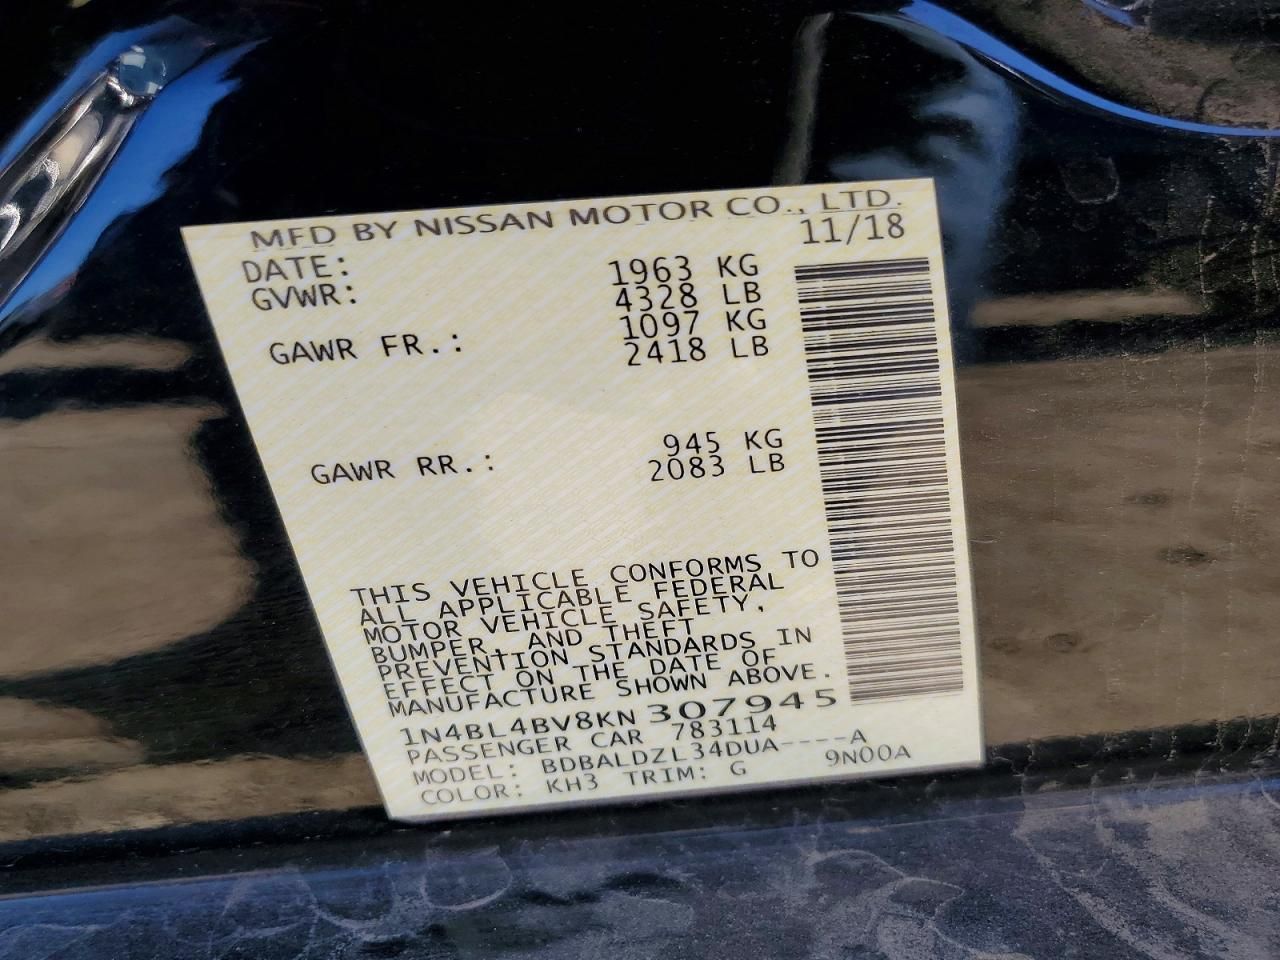 MFD BY NISSAN MOTOR CO., LTD.
DATE: 11/18
GVWR: 1963 KG
4328 LB
GAWR FR.: 1097 KG
2418 LB
GAWR RR.: 945 KG
2083 LB
THIS VEHICLE CONFORMS TO
ALL APPLICABLE FEDERAL
MOTOR VEHICLE SAFETY,
BUMPER, AND THEFT
PREVENTION STANDARDS IN
EFFECT ON THE DATE OF
MANUFACTURE SHOWN ABOVE.
1N4BL4BV8KN307945
PASSENGER CAR 783114
MODEL: BDBALDZL34DUA----A
COLOR: KH3 TRIM: G 9N00A